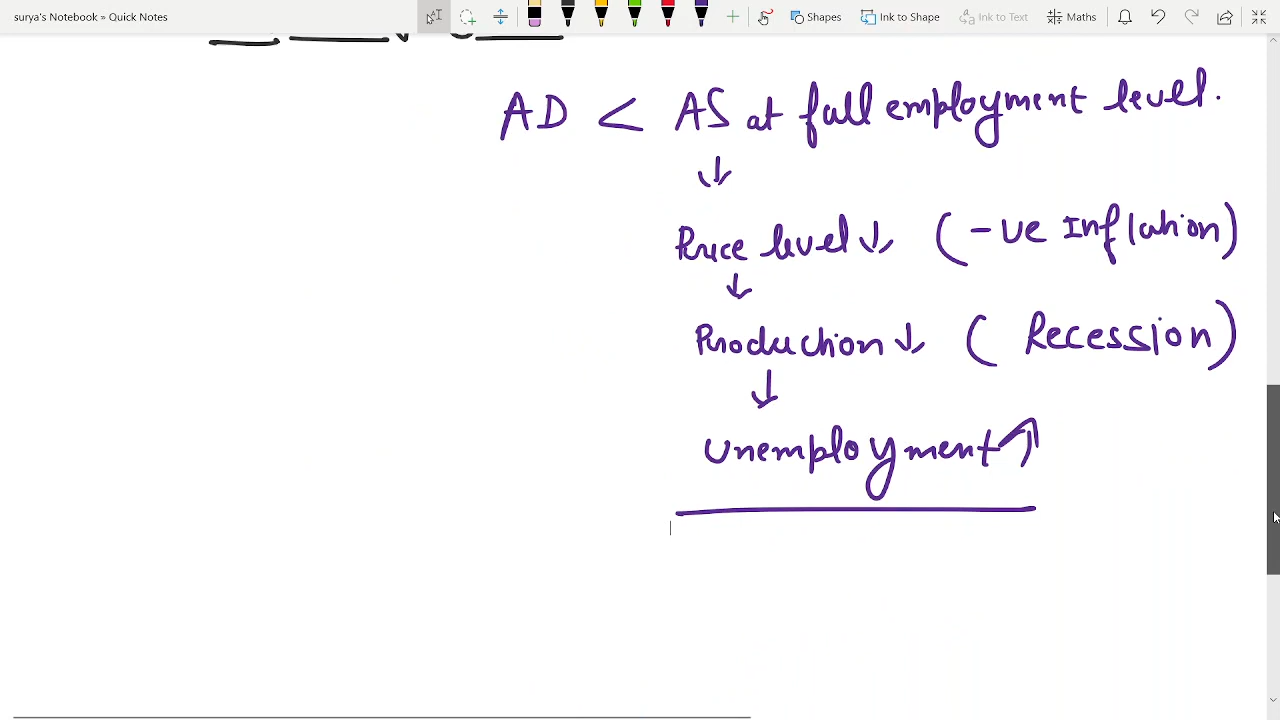 surya's Notebook » Quick Notes
Shapes
Ink to Shape
Ink to Text
Maths
AD < AS at full employment level.
↓
Price level ↓ (-ve Inflation)
↓
Production ↓ (Recession)
↓
Unemployment ↑